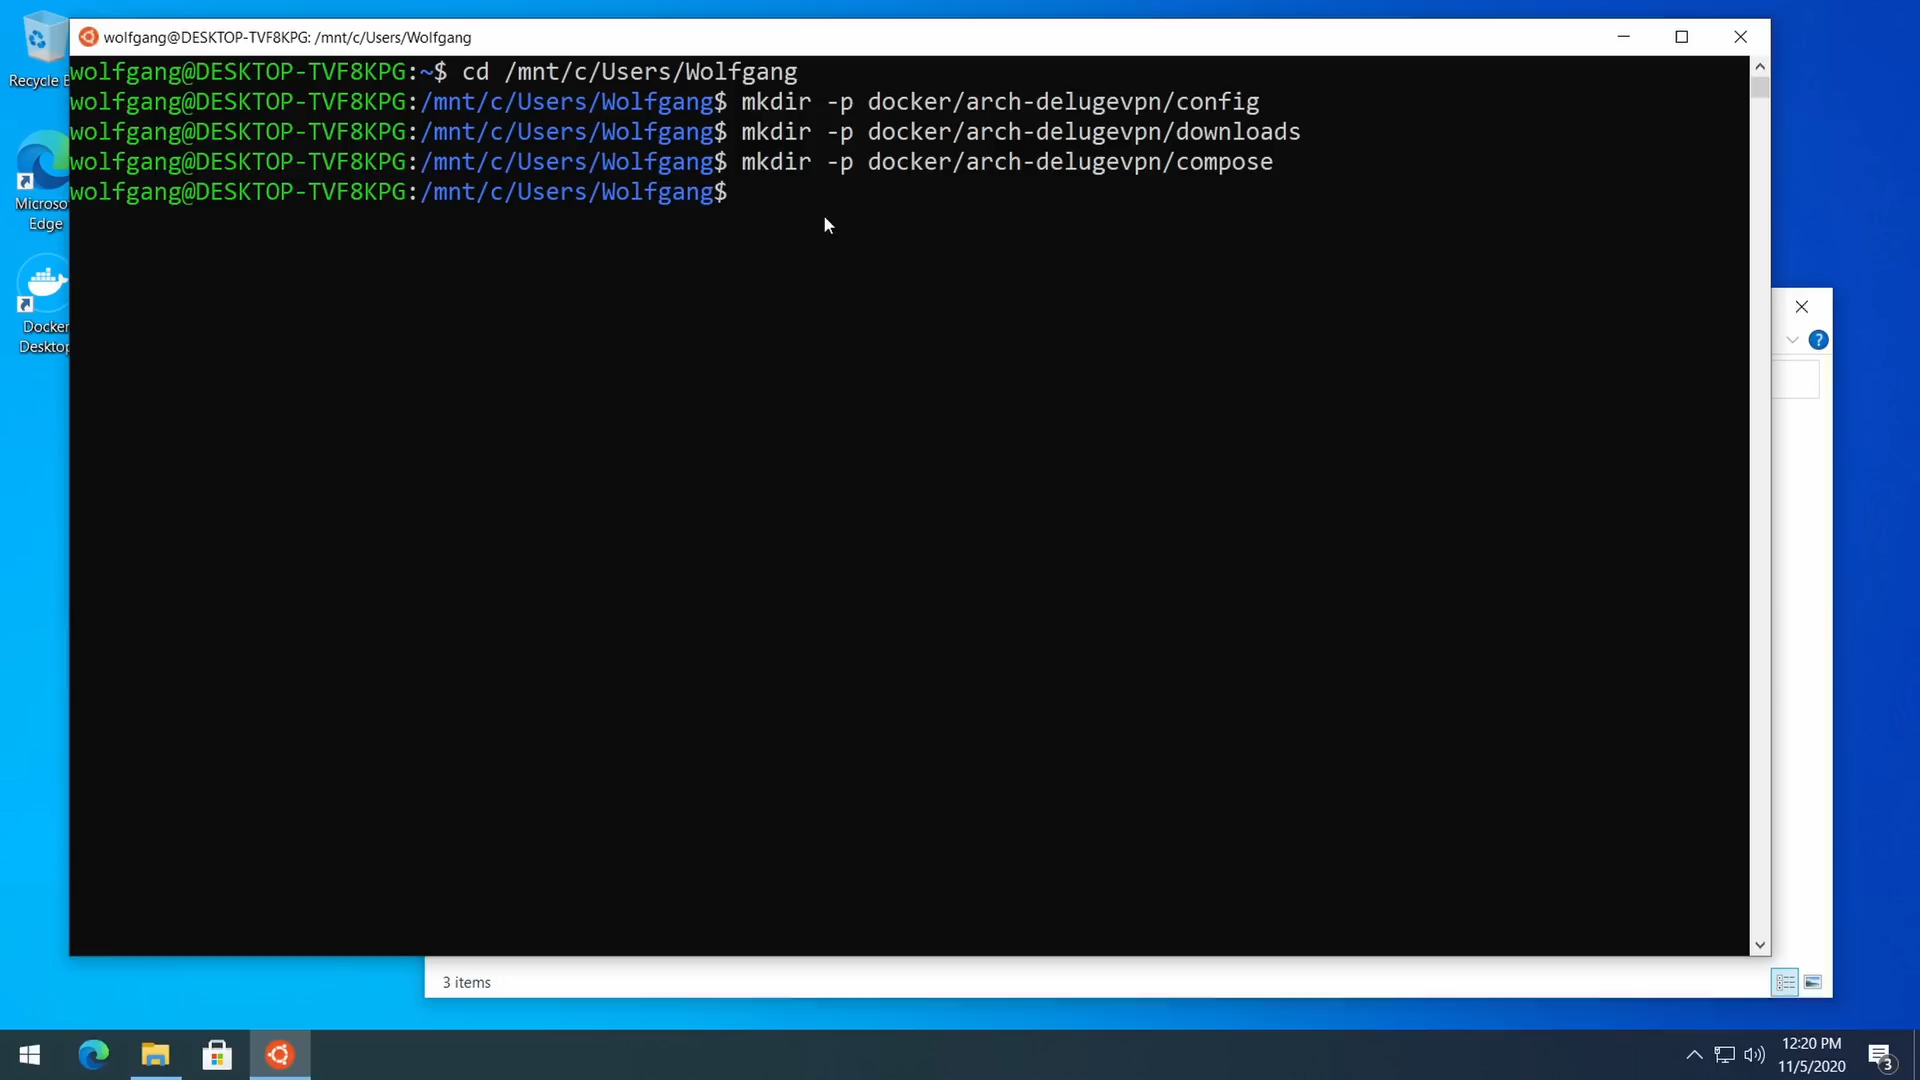 wolfgang@DESKTOP-TVF8KPG: /mnt/c/Users/Wolfgang
wolfgang@DESKTOP-TVF8KPG:~$ cd /mnt/c/Users/Wolfgang
wolfgang@DESKTOP-TVF8KPG:/mnt/c/Users/Wolfgang$ mkdir -p docker/arch-delugevpn/config
wolfgang@DESKTOP-TVF8KPG:/mnt/c/Users/Wolfgang$ mkdir -p docker/arch-delugevpn/downloads
wolfgang@DESKTOP-TVF8KPG:/mnt/c/Users/Wolfgang$ mkdir -p docker/arch-delugevpn/compose
wolfgang@DESKTOP-TVF8KPG:/mnt/c/Users/Wolfgang$
Recycle
Edge
Docker
3 items
12:20 PM
11/5/2020
3